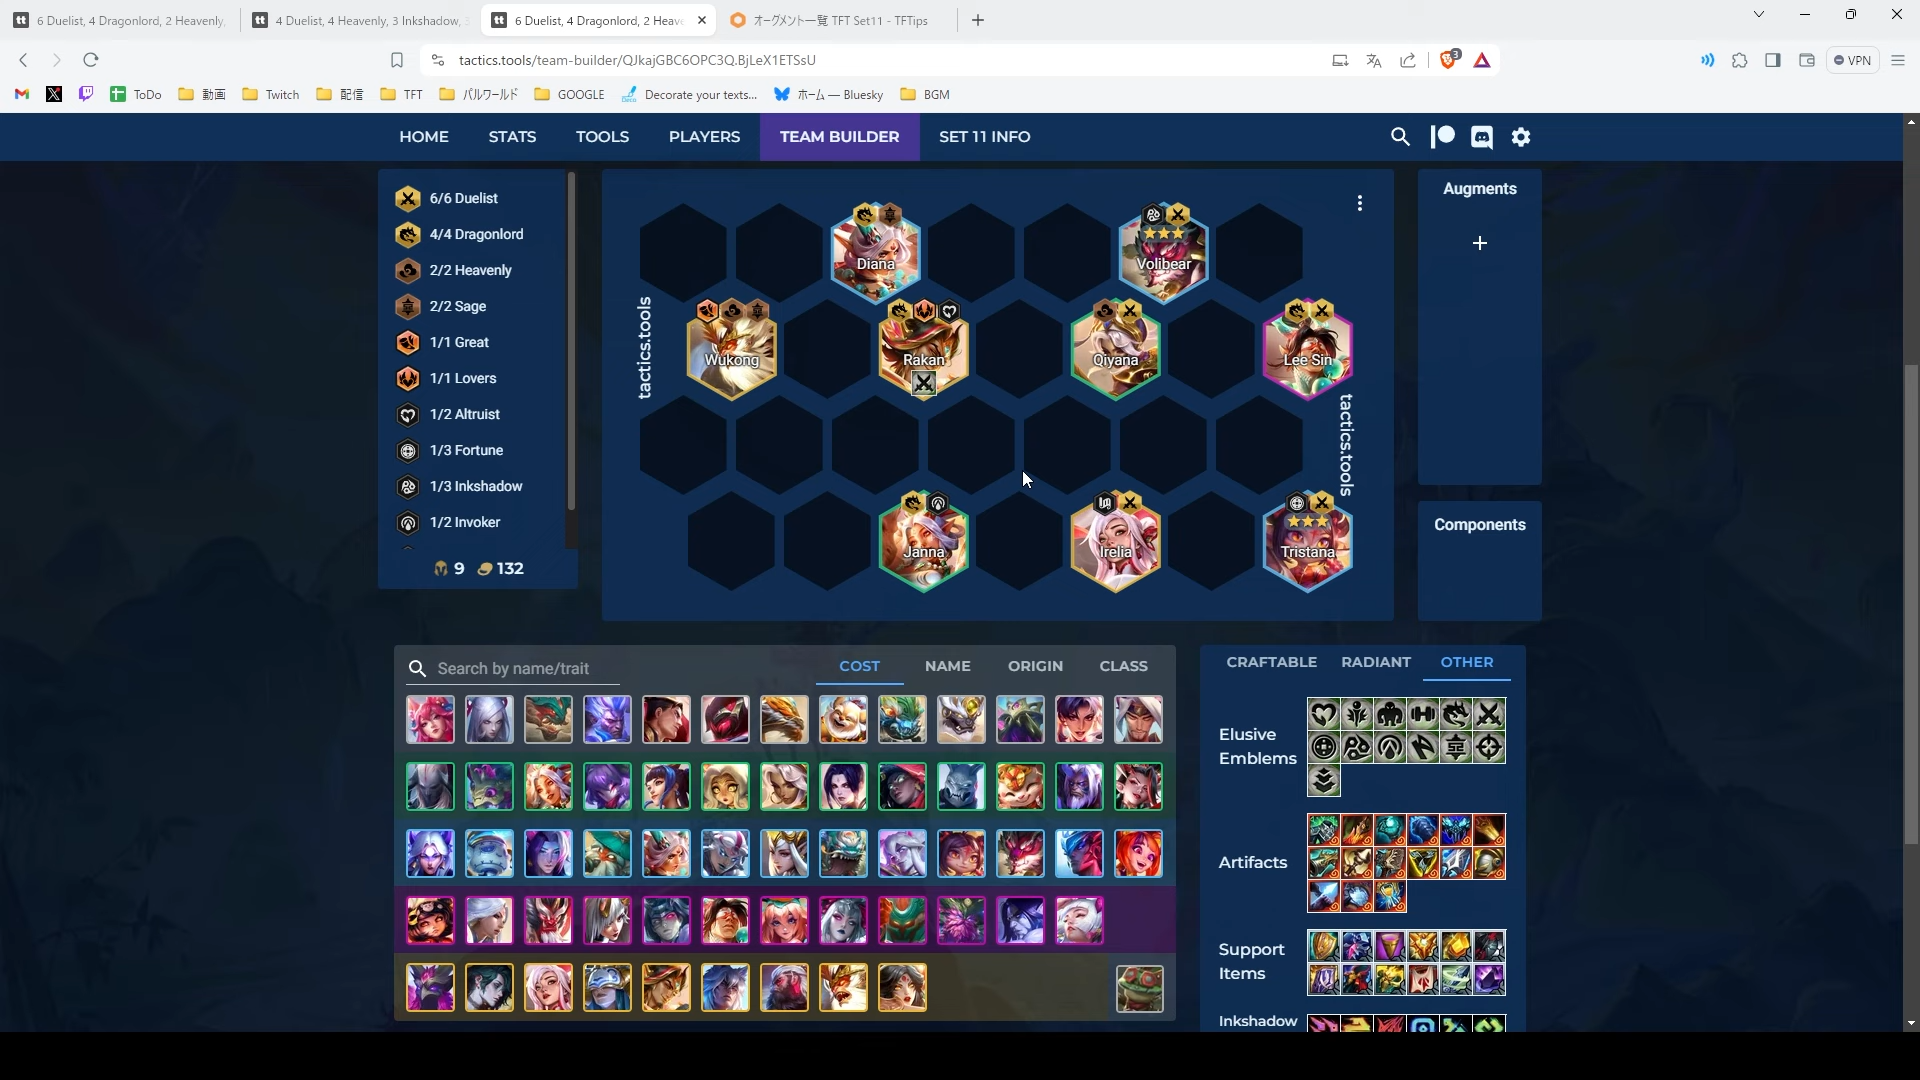 6 Duelist, 4 Dragonlord, 2 Heavenly,
4 Duelist, 4 Heavenly, 3 Inkshadow, 3
6 Duelist, 4 Dragonlord, 2 Heave
オーグメント一覧 TFT Set11 - TFTips
tactics.tools/team-builder/QJkajGBC6OPC3Q.BjLeX1ETSsU
3
VPN
ToDo
動画
Twitch
配信
TFT
パルワールド
GOOGLE
Decorate your texts...
ホーム — Bluesky
BGM
HOME
STATS
TOOLS
PLAYERS
TEAM BUILDER
SET 11 INFO
6/6 Duelist
4/4 Dragonlord
2/2 Heavenly
2/2 Sage
1/1 Great
1/1 Lovers
1/2 Altruist
1/3 Fortune
1/3 Inkshadow
1/2 Invoker
9
132
tactics.tools
Diana
Volibear
Wukong
Rakan
Qiyana
Lee Sin
tactics.tools
Janna
Irelia
Tristana
Augments
Components
Search by name/trait
COST
NAME
ORIGIN
CLASS
CRAFTABLE
RADIANT
OTHER
Elusive
Emblems
Artifacts
Support
Items
Inkshadow